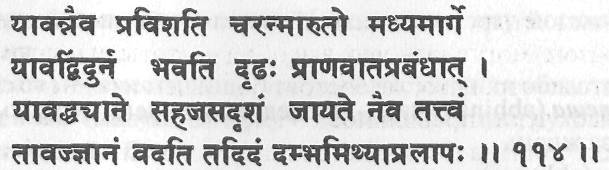 यावन्नैव प्रविशति चरन्मारुतो मध्यमार्गे
यावद्बिदुर्न भवति दृढः प्राणवातप्रबंधात् ।
यावद्ध्याने सहजसदृशं जायते नैव तत्त्वं
तावज्ज्ञानं वदति तदिदं दम्भमिथ्याप्रलापः ॥ ११४ ॥